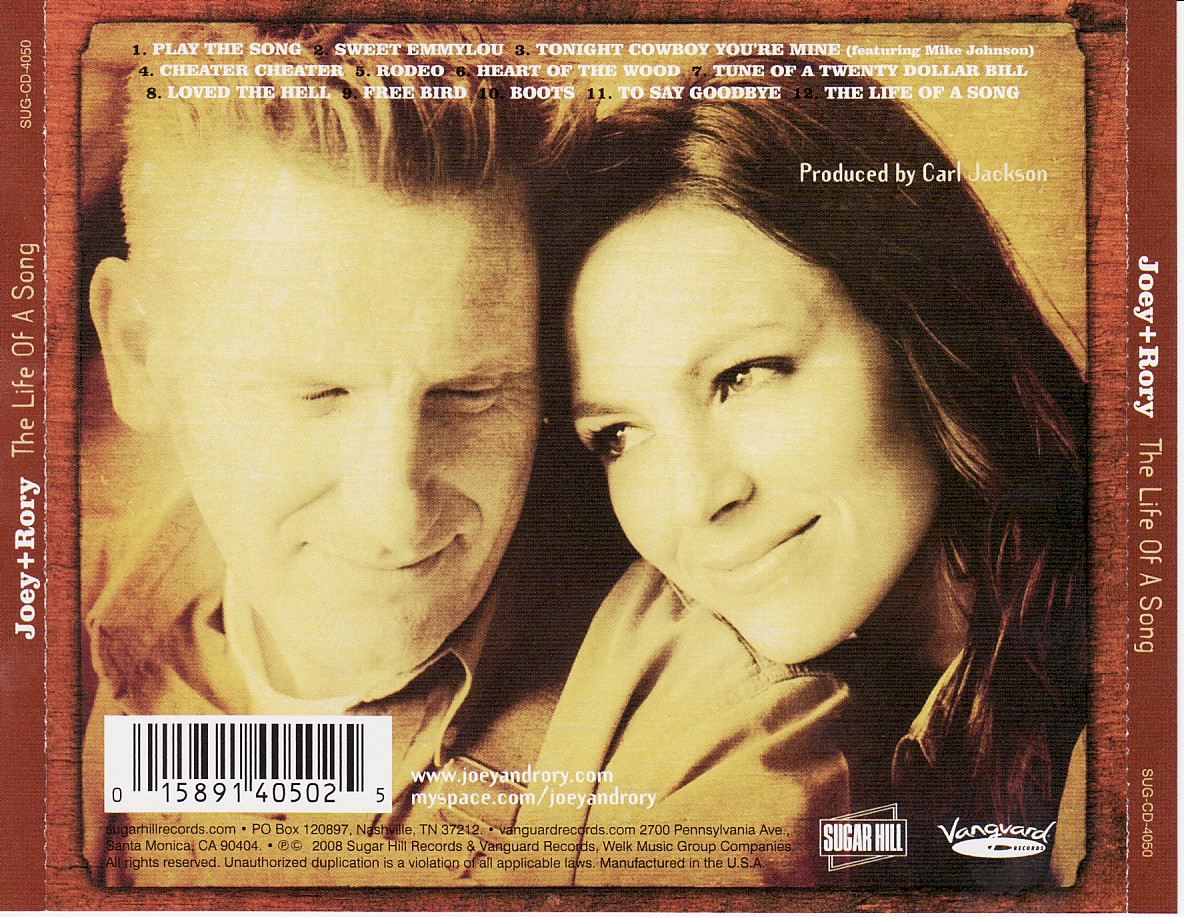 1. PLAY THE SONG 2. SWEET EMMYLOU 3. TONIGHT COWBOY YOU'RE MINE (featuring Mike Johnson)
4. CHEATER CHEATER 5. RODEO 6. HEART OF THE WOOD 7. TUNE OF A TWENTY DOLLAR BILL
8. LOVED THE HELL 9. FREE BIRD 10. BOOTS 11. TO SAY GOODBYE 12. THE LIFE OF A SONG
Produced by Carl Jackson
SUG-CD-4050
Joey+Rory The Life Of A Song
Joey+Rory The Life Of A Song
SUG-CD-4050
0 15891 40502 5
www.joeyandrory.com
myspace.com/joeyandrory
sugarhillrecords.com • PO Box 120897, Nashville, TN 37212. • vanguardrecords.com 2700 Pennsylvania Ave.,
Santa Monica, CA 90404. • ℗© 2008 Sugar Hill Records & Vanguard Records, Welk Music Group Companies.
All rights reserved. Unauthorized duplication is a violation of all applicable laws. Manufactured in the U.S.A.
SUGAR HILL
Vanguard
RECORDS